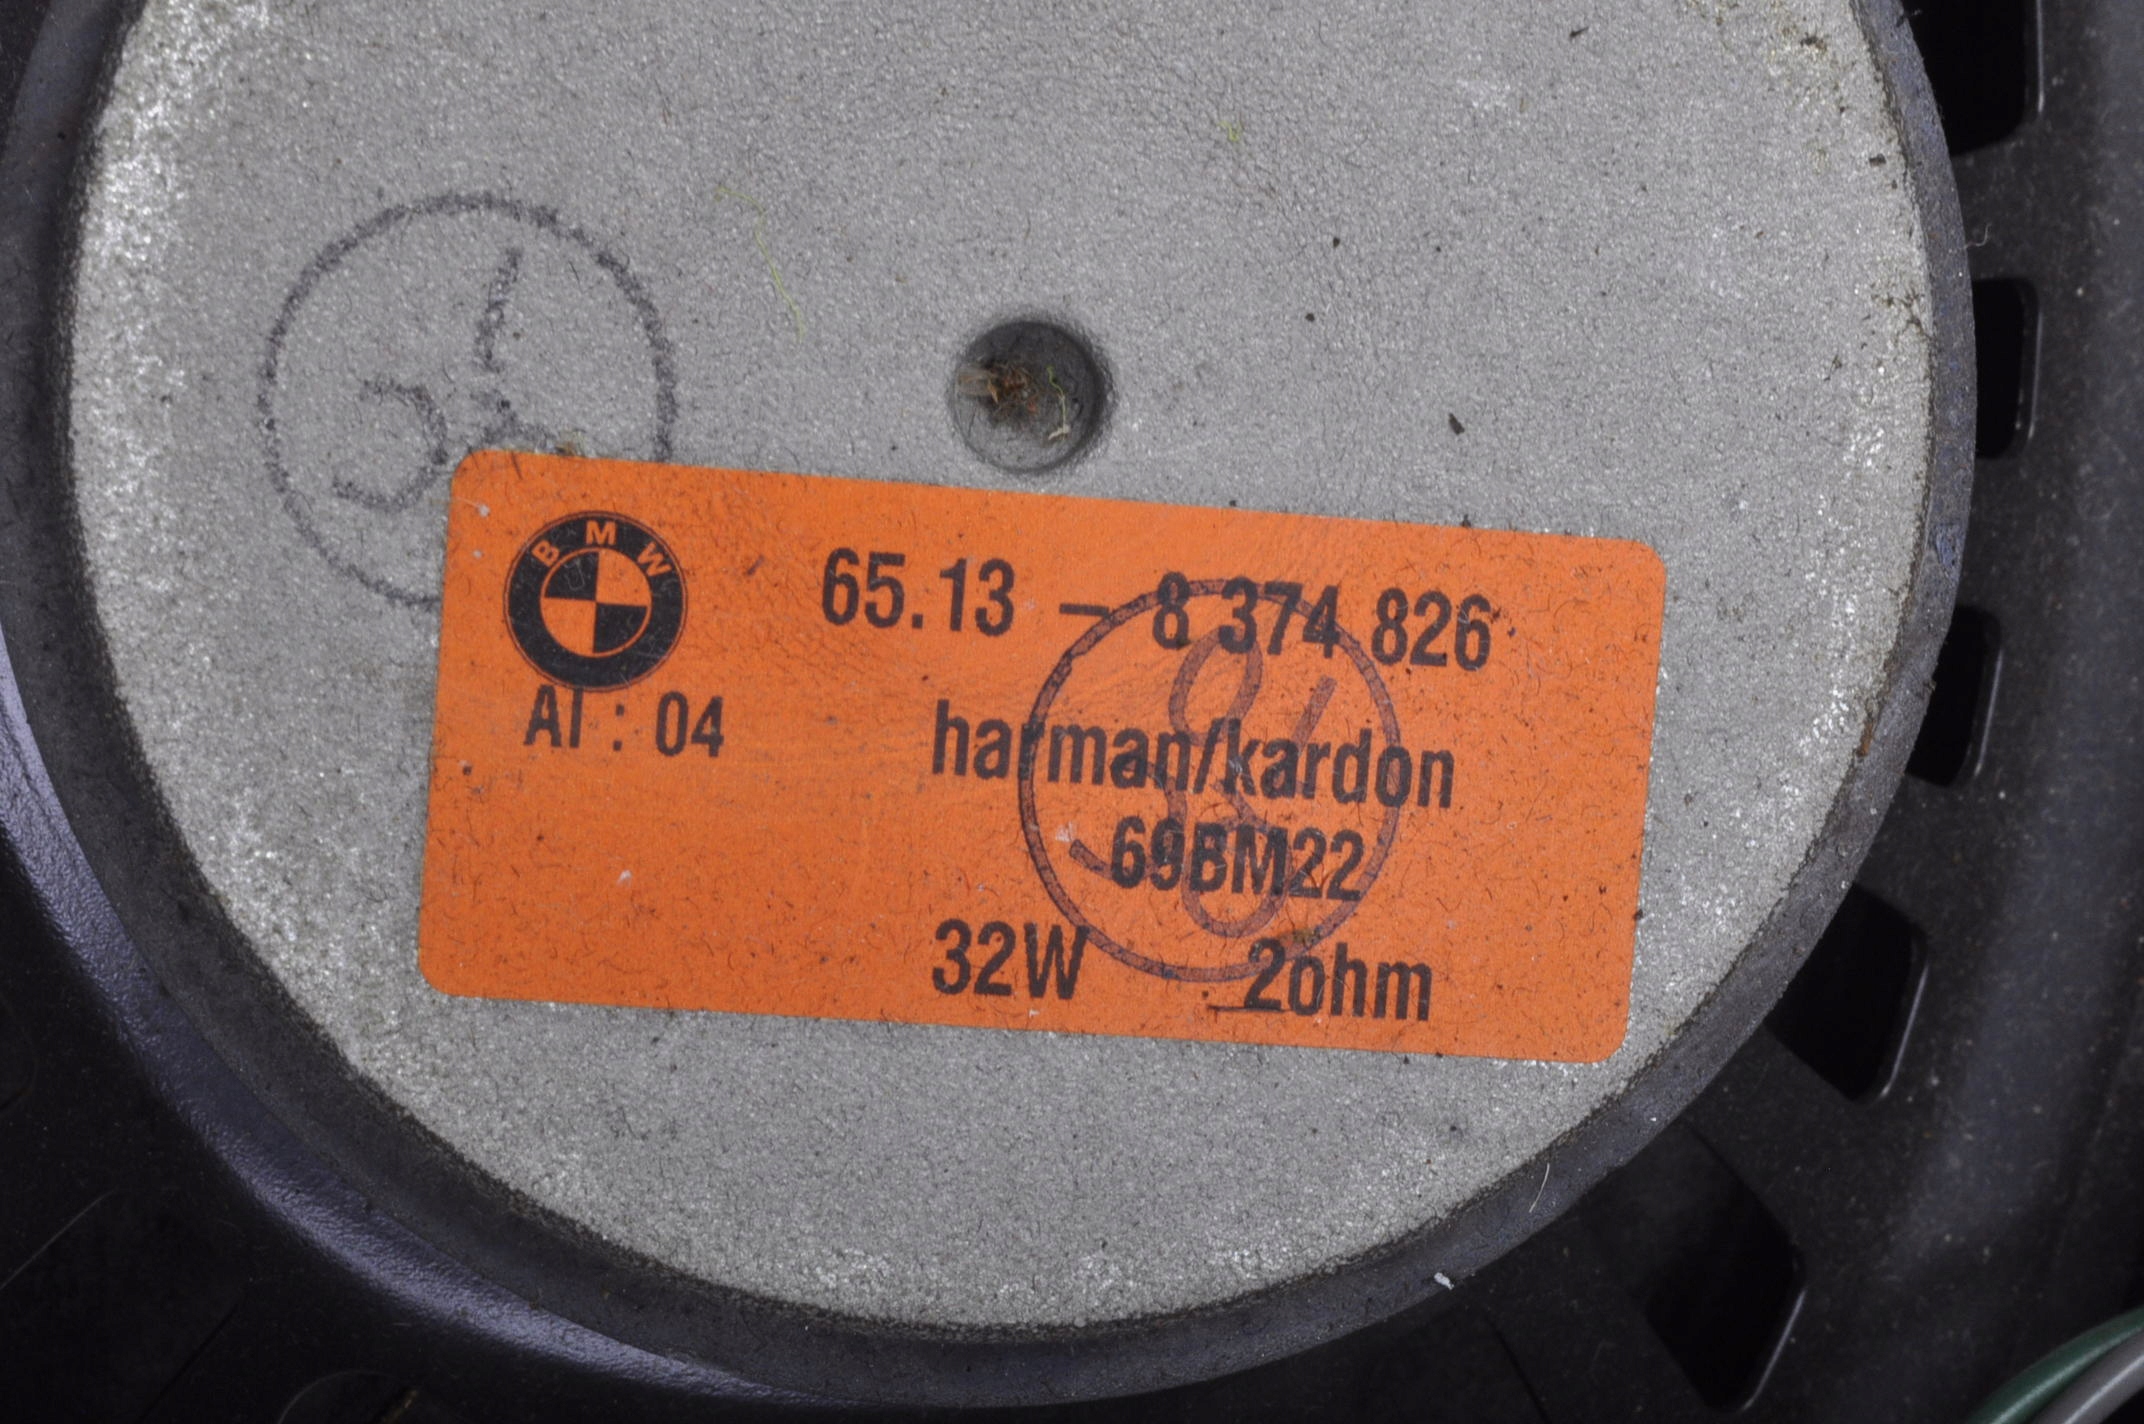 BMW
65.13 – 8 374 826
AI : 04
harman/kardon
69BM22
32W 2ohm